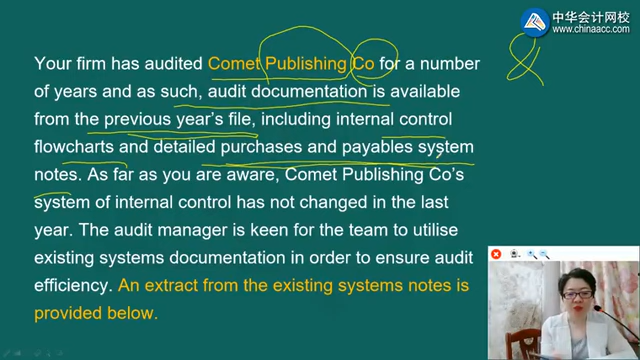 中华会计网校
www.chinaacc.com
Your firm has audited Comet Publishing Co for a number
of years and as such, audit documentation is available
from the previous year's file, including internal control
flowcharts and detailed purchases and payables system
notes. As far as you are aware, Comet Publishing Co's
system of internal control has not changed in the last
year. The audit manager is keen for the team to utilise
existing systems documentation in order to ensure audit
efficiency. An extract from the existing systems notes is
provided below.